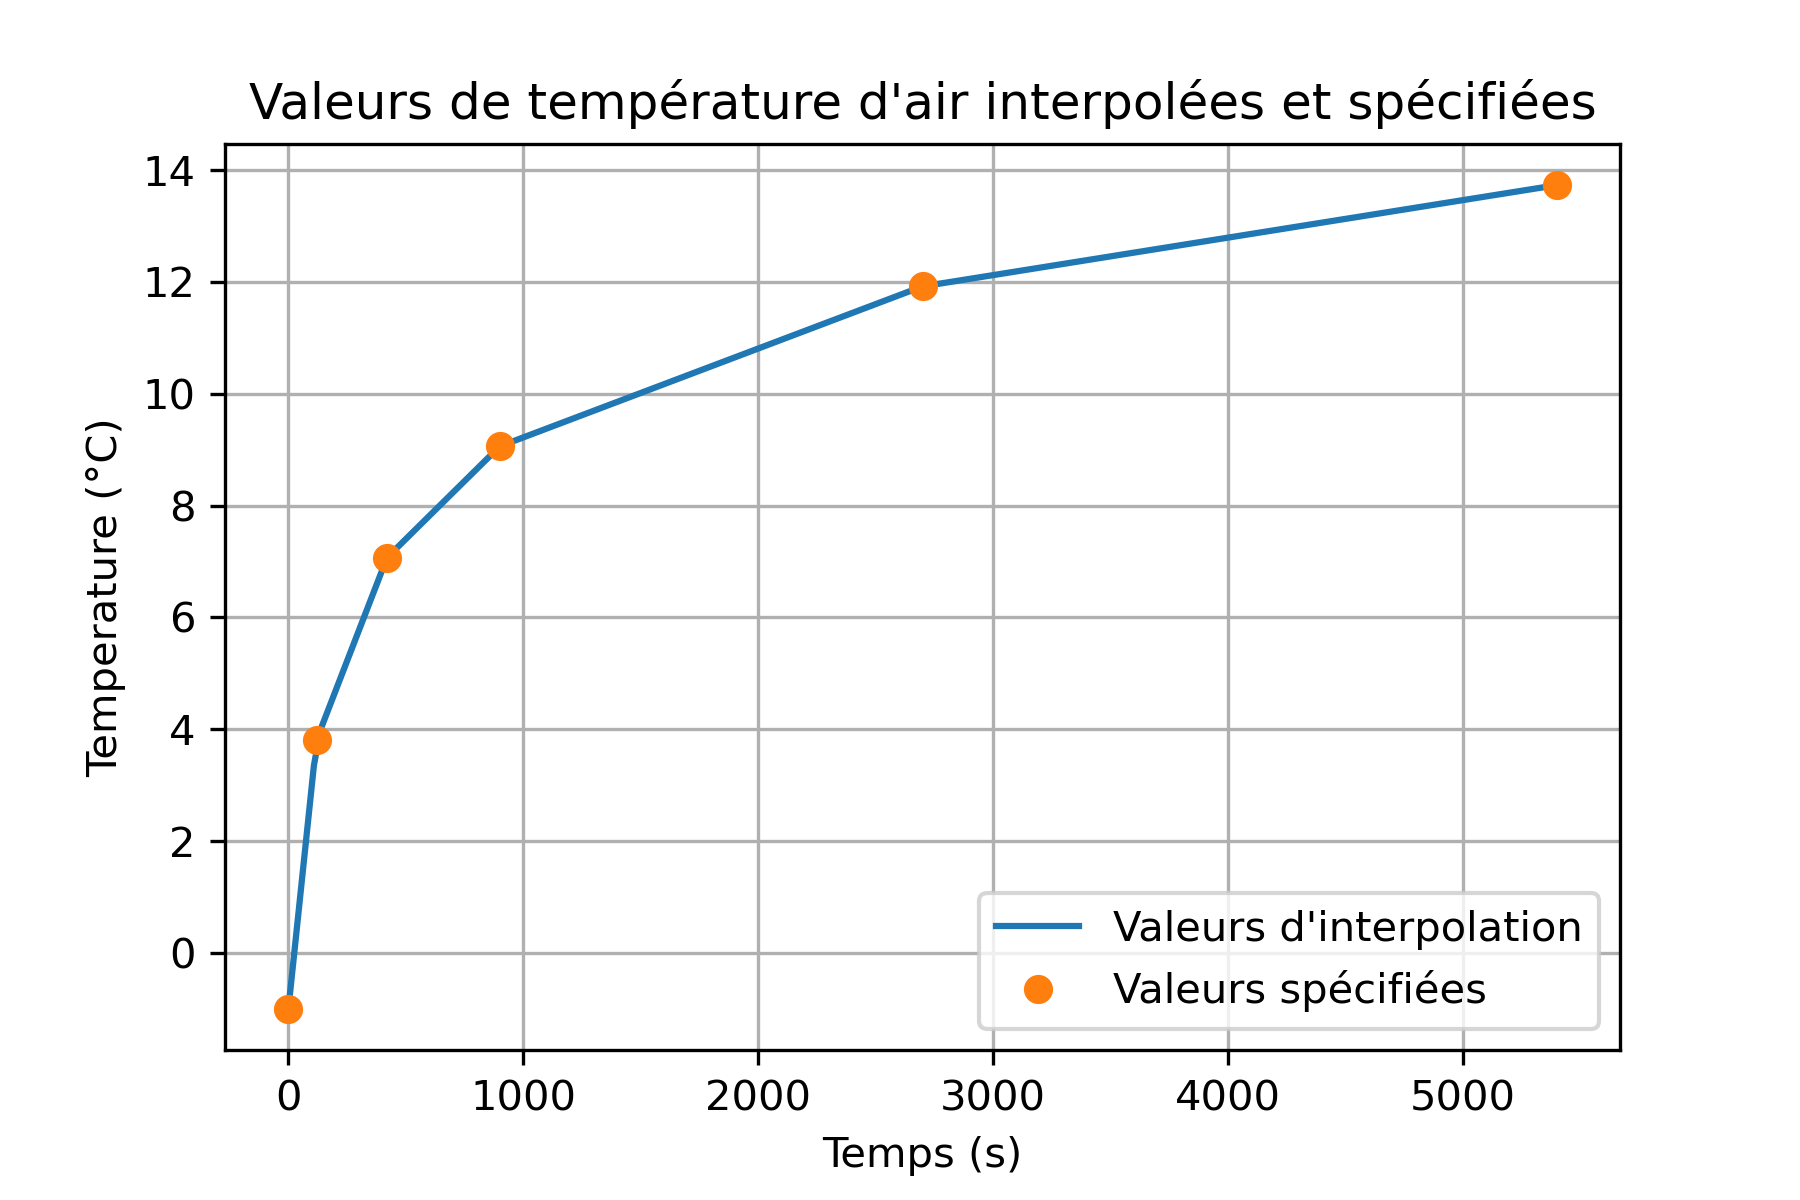 Valeurs de température d'air interpolées et spécifiées
14
12
10
8
6
4
2
0
Temperature (°C)
Valeurs d'interpolation
Valeurs spécifiées
0 1000 2000 3000 4000 5000
Temps (s)